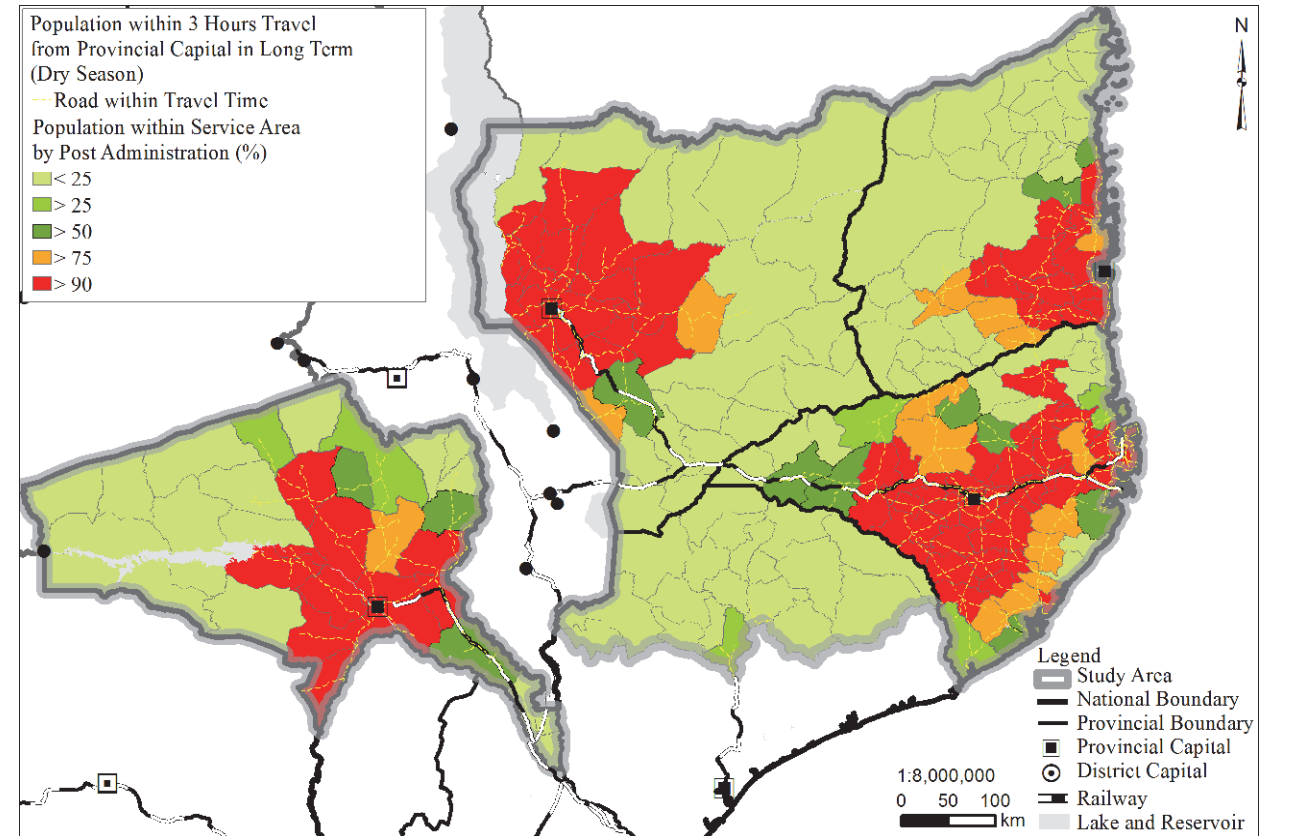 Population within 3 Hours Travel
from Provincial Capital in Long Term
(Dry Season)
Road within Travel Time
Population within Service Area
by Post Administration (%)
< 25
> 25
> 50
> 75
> 90
N
Legend
Study Area
National Boundary
Provincial Boundary
Provincial Capital
District Capital
Railway
Lake and Reservoir
1:8,000,000
0 50 100
km